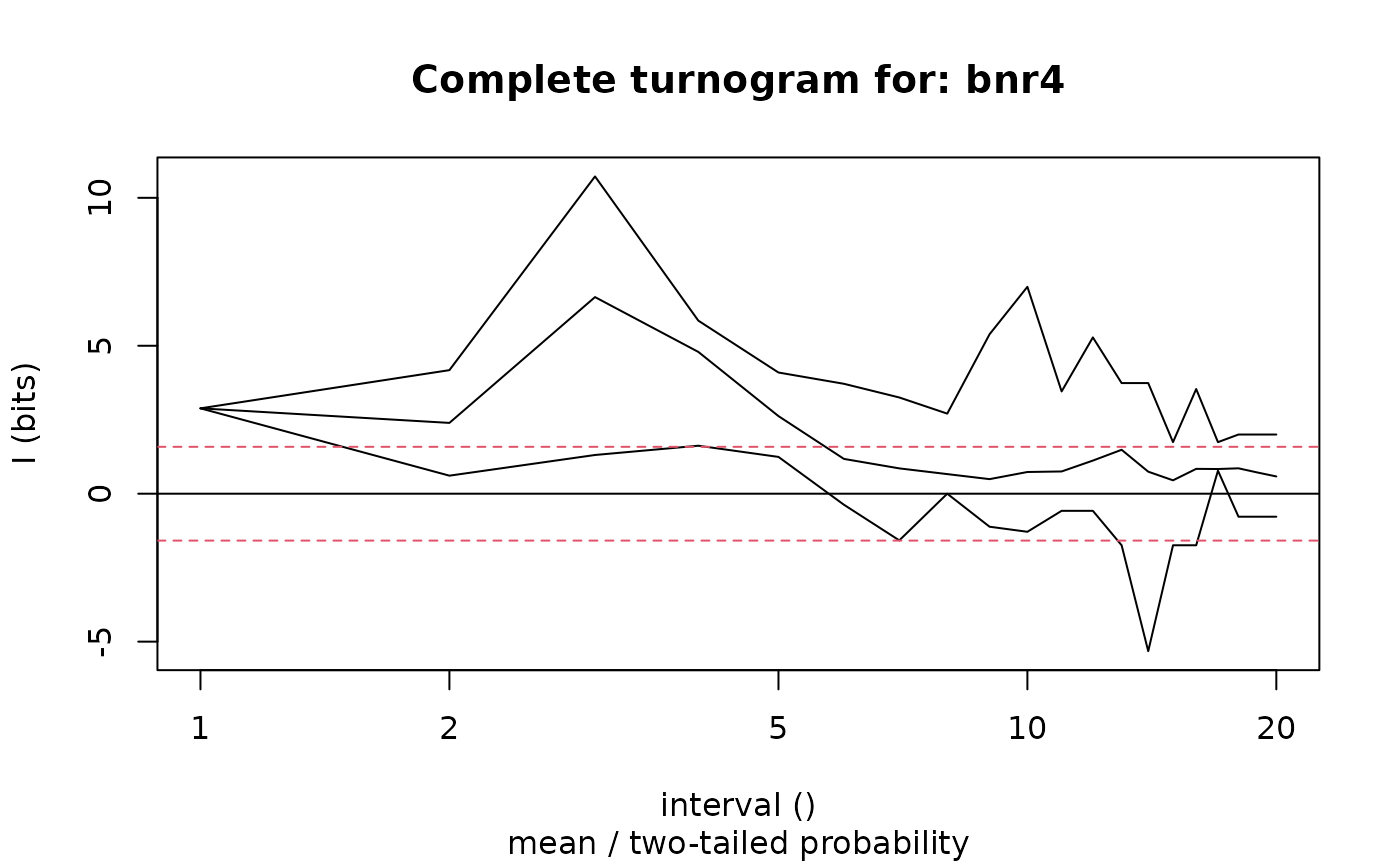 Complete turnogram for: bnr4
I (bits)
10
5
0
-5
1 2 5 10 20
interval ()
mean / two-tailed probability